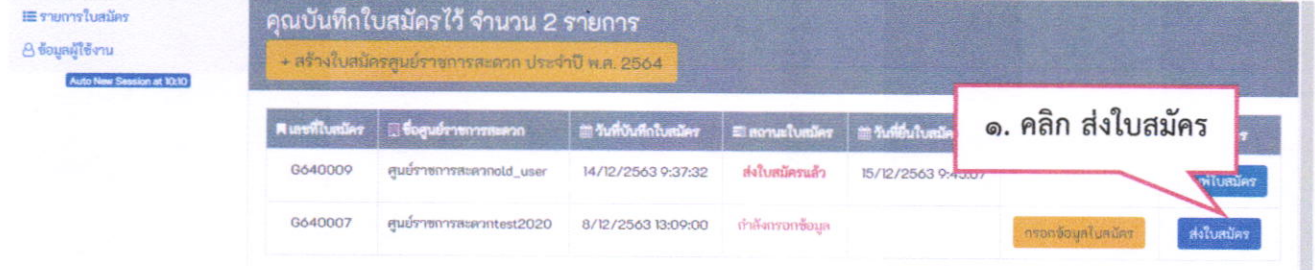 รายการใบสมัคร
ข้อมูลผู้ใช้งาน
Auto New Session at 10:10
คุณบันทึกใบสมัครไว้ จำนวน 2 รายการ
+ สร้างใบสมัครศูนย์ราชการสะดวก ประจำปี พ.ศ. 2564
เลขที่ใบสมัคร ชื่อศูนย์ราชการสะดวก วันที่บันทึกใบสมัคร สถานะใบสมัคร วันที่ยื่นใบสมัคร
๑. คลิก ส่งใบสมัคร
G640009 ศูนย์ราชการสะดวกold_user 14/12/2563 9:37:32 ส่งใบสมัครแล้ว 15/12/2563 ใบสมัคร
G640007 ศูนย์ราชการสะดวกtest2020 8/12/2563 13:09:00 กำลังกรอกข้อมูล กรอกข้อมูลใบสมัคร ส่งใบสมัคร